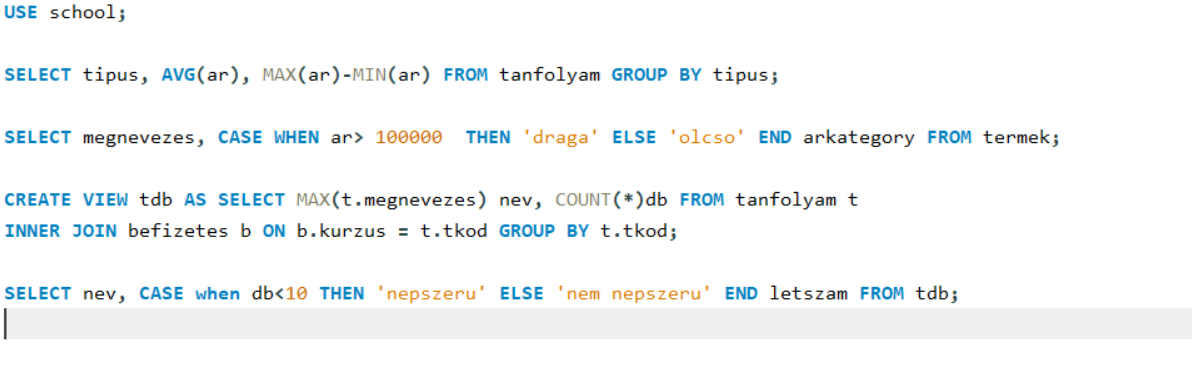 USE school;
SELECT tipus, AVG(ar), MAX(ar)-MIN(ar) FROM tanfolyam GROUP BY tipus;
SELECT megnevezes, CASE WHEN ar> 100000  THEN 'draga' ELSE 'olcso' END arkategory FROM termek;
CREATE VIEW tdb AS SELECT MAX(t.megnevezes) nev, COUNT(*)db FROM tanfolyam t
INNER JOIN befizetes b ON b.kurzus = t.tkod GROUP BY t.tkod;
SELECT nev, CASE when db<10 THEN 'nepszeru' ELSE 'nem nepszeru' END letszam FROM tdb;